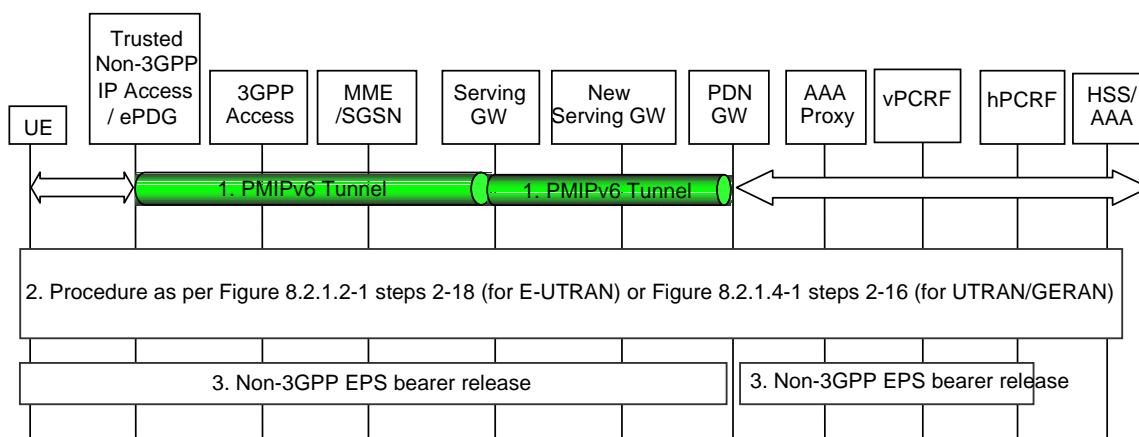 UE
Trusted
Non-3GPP
IP Access
/ ePDG
3GPP
Access
MME
/SGSN
Serving
GW
New
Serving GW
PDN
GW
AAA
Proxy
vPCRF
hPCRF
HSS/
AAA
1. PMIPv6 Tunnel
1. PMIPv6 Tunnel
2. Procedure as per Figure 8.2.1.2-1 steps 2-18 (for E-UTRAN) or Figure 8.2.1.4-1 steps 2-16 (for UTRAN/GERAN)
3. Non-3GPP EPS bearer release
3. Non-3GPP EPS bearer release